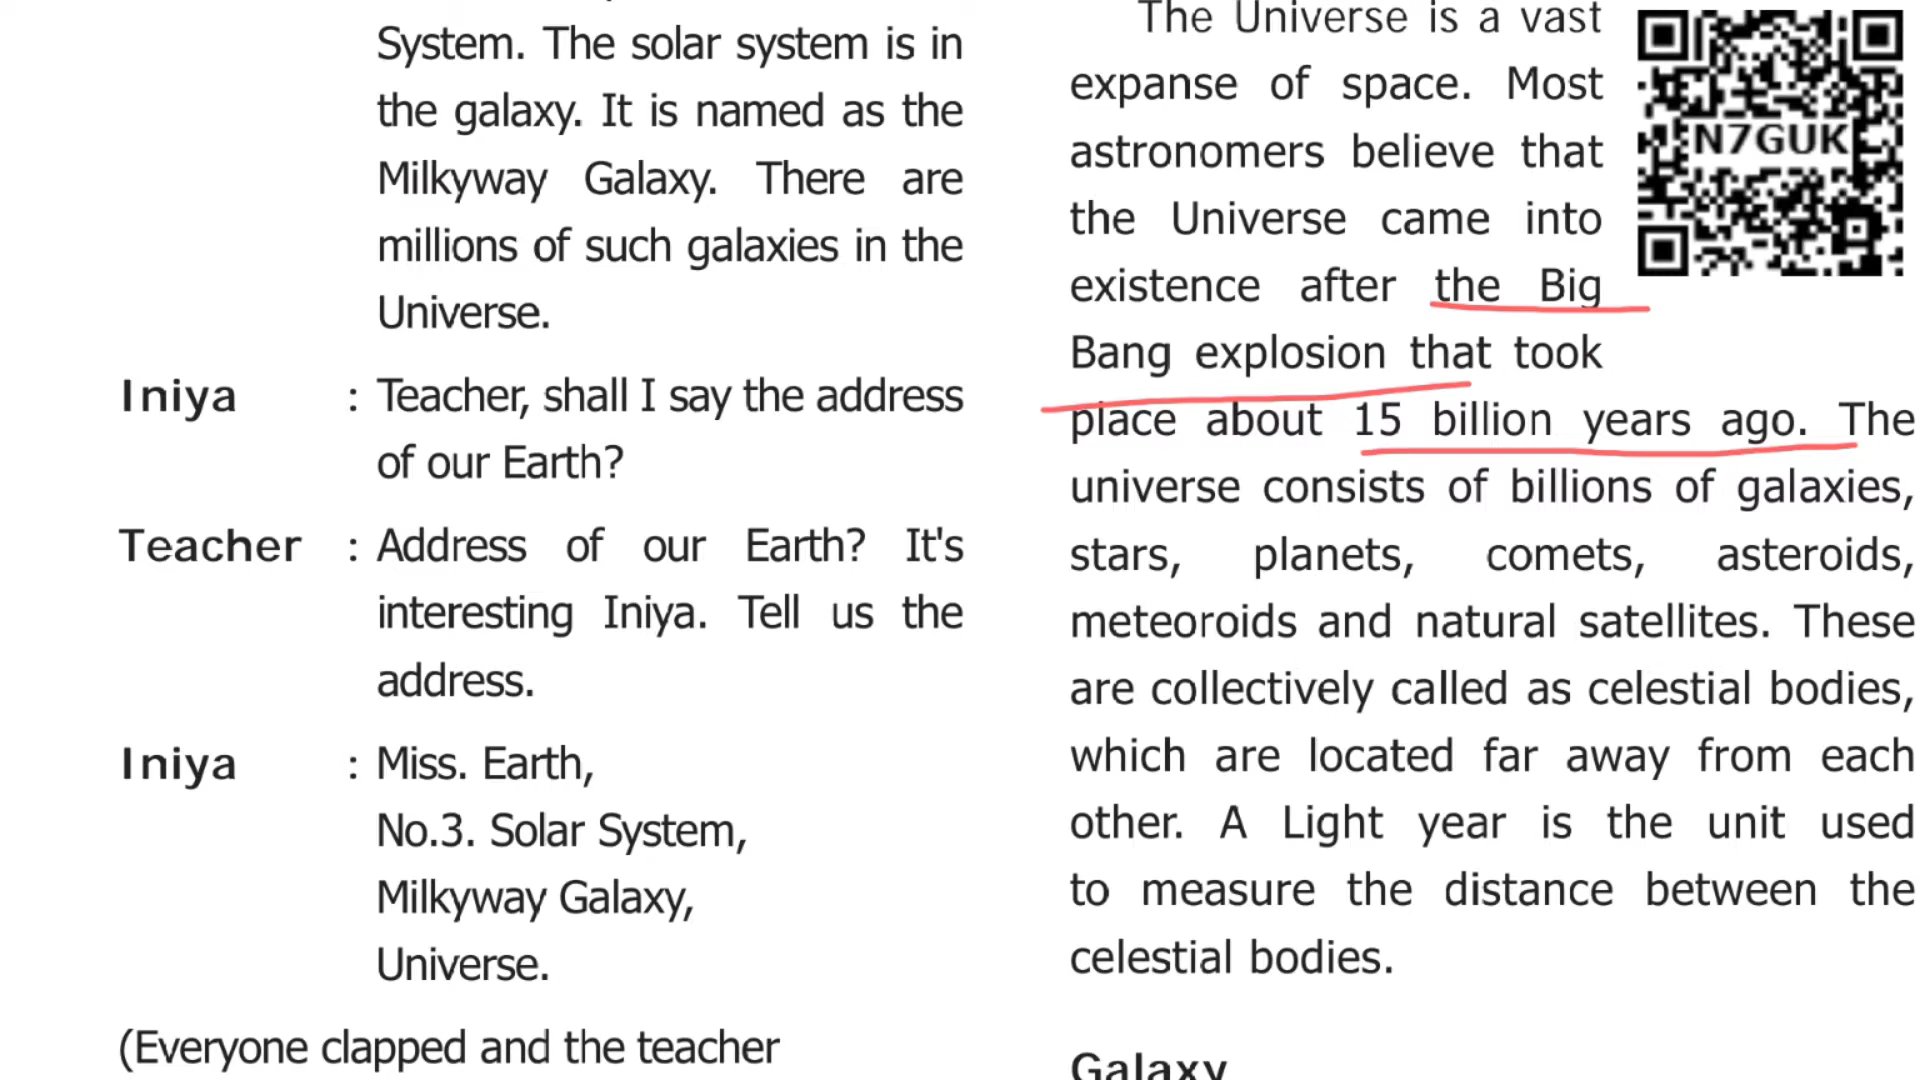 System. The solar system is in
the galaxy. It is named as the
Milkyway Galaxy. There are
millions of such galaxies in the
Universe.
Iniya : Teacher, shall I say the address
of our Earth?
Teacher : Address of our Earth? It's
interesting Iniya. Tell us the
address.
Iniya : Miss. Earth,
No.3. Solar System,
Milkyway Galaxy,
Universe.
(Everyone clapped and the teacher
The Universe is a vast
expanse of space. Most
astronomers believe that
the Universe came into
existence after the Big
Bang explosion that took
place about 15 billion years ago. The
universe consists of billions of galaxies,
stars, planets, comets, asteroids,
meteoroids and natural satellites. These
are collectively called as celestial bodies,
which are located far away from each
other. A Light year is the unit used
to measure the distance between the
celestial bodies.
Galaxy
N7GUK